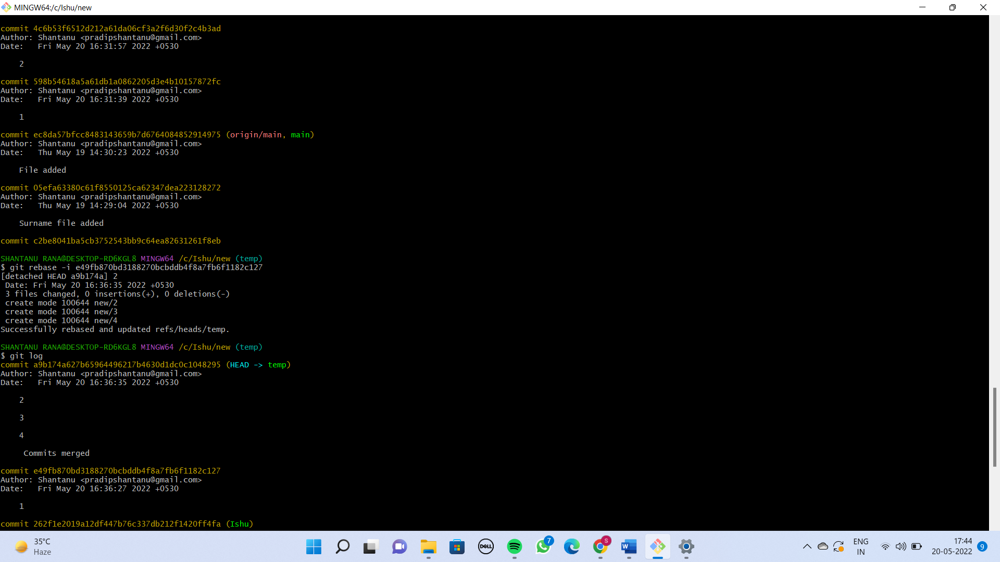 MINGW64:/c/Ishu/new
commit 4c6b53f6512d212a61da06cf3a2f6d30f2c4b3ad
Author: Shantanu <pradipshantanu@gmail.com>
Date:   Fri May 20 16:31:57 2022 +0530
    2
commit 598b54618a5a61db1a0862205d3e4b10157872fc
Author: Shantanu <pradipshantanu@gmail.com>
Date:   Fri May 20 16:31:39 2022 +0530
    1
commit ec8da57bfcc8483143659b7d6764084852914975 (origin/main, main)
Author: Shantanu <pradipshantanu@gmail.com>
Date:   Thu May 19 14:30:23 2022 +0530
    File added
commit 05efa63380c61f8550125ca62347dea223128272
Author: Shantanu <pradipshantanu@gmail.com>
Date:   Thu May 19 14:29:04 2022 +0530
    Surname file added
commit c2be8041ba5cb3752543bb9c64ea82631261f8eb
SHANTANU RANA@DESKTOP-RD6KGL8 MINGW64 /c/Ishu/new (temp)
$ git rebase -i e49fb870bd3188270bcbddb4f8a7fb6f1182c127
[detached HEAD a9b174a] 2
 Date: Fri May 20 16:36:35 2022 +0530
 3 files changed, 0 insertions(+), 0 deletions(-)
 create mode 100644 new/2
 create mode 100644 new/3
 create mode 100644 new/4
Successfully rebased and updated refs/heads/temp.
SHANTANU RANA@DESKTOP-RD6KGL8 MINGW64 /c/Ishu/new (temp)
$ git log
commit a9b174a627b65964496217b4630d1dc0c1048295 (HEAD -> temp)
Author: Shantanu <pradipshantanu@gmail.com>
Date:   Fri May 20 16:36:35 2022 +0530
    2
    3
    4
     Commits merged
commit e49fb870bd3188270bcbddb4f8a7fb6f1182c127
Author: Shantanu <pradipshantanu@gmail.com>
Date:   Fri May 20 16:36:27 2022 +0530
    1
commit 262f1e2019a12df447b76c337db212f1420ff4fa (Ishu)
35°C
Haze
DELL
7
S
W
ENG
IN
17:44
20-05-2022
9